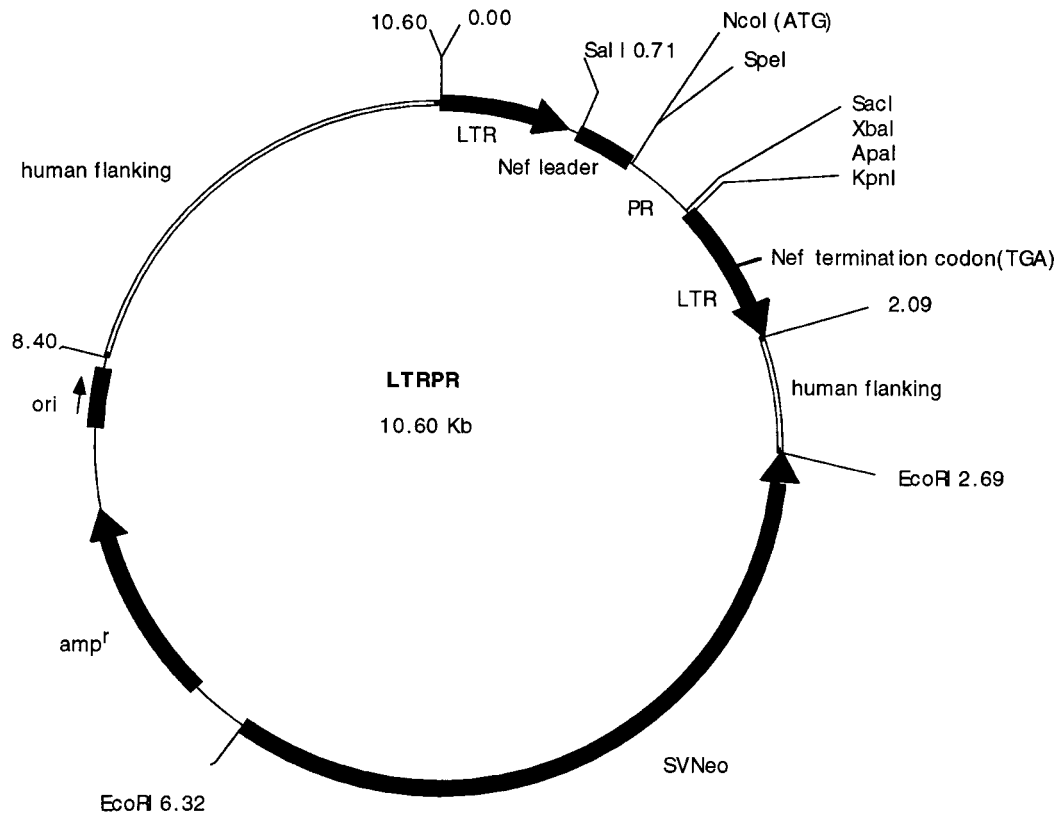 10.60
0.00
NcoI (ATG)
Sal I 0.71
SpeI
SacI
XbaI
ApaI
KpnI
LTR
human flanking
Nef leader
PR
Nef termination codon(TGA)
LTR
2.09
8.40
LTRPR
human flanking
ori
10.60 Kb
EcoRI 2.69
amp^r
SVNeo
EcoRI 6.32